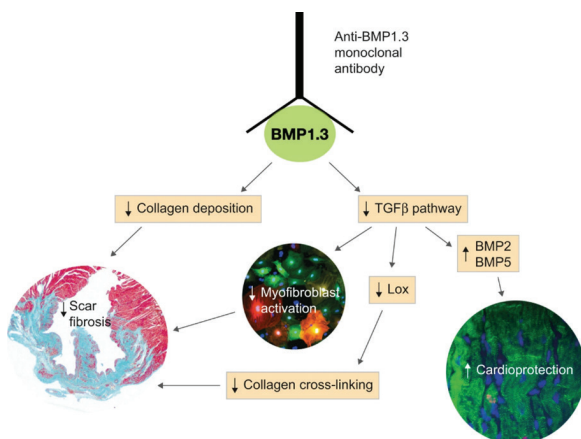 Anti-BMP1.3
monoclonal
antibody
BMP1.3
↓ Collagen deposition
↓ TGFβ pathway
↑ BMP2
BMP5
↓ Scar
fibrosis
↓ Myofibroblast
activation
↓ Lox
↑ Cardioprotection
↓ Collagen cross-linking